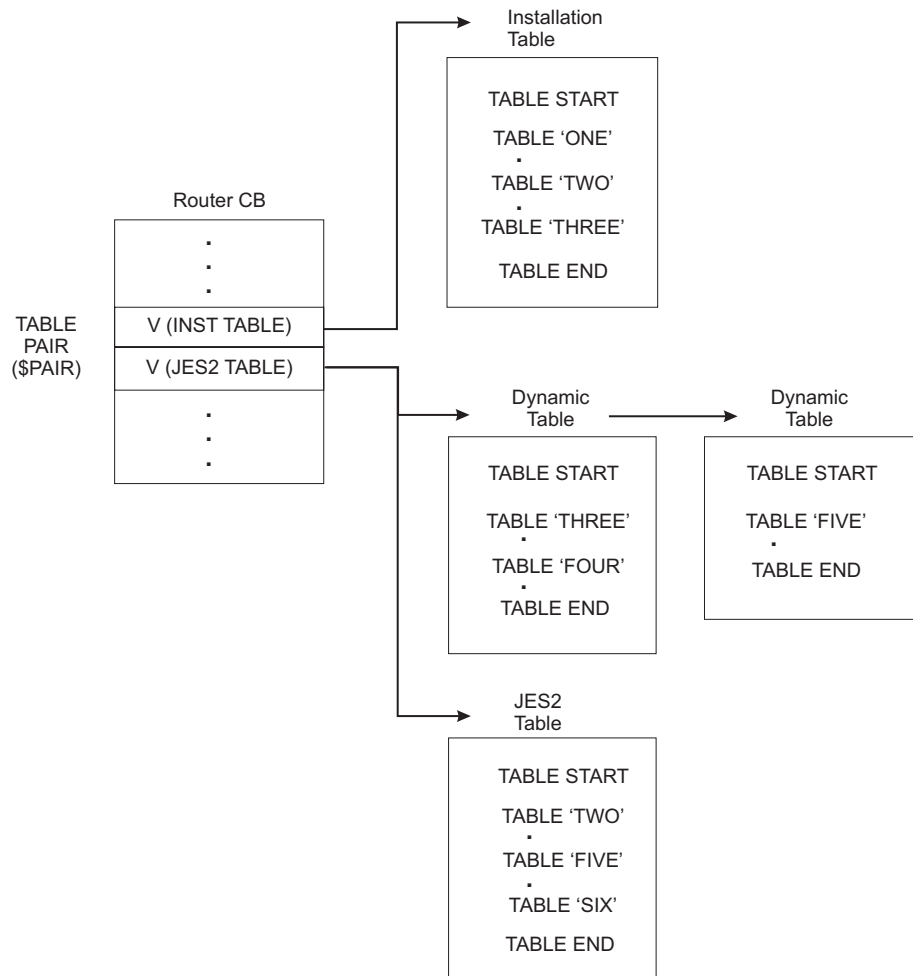 Installation
Table
TABLE START
TABLE ‘ONE’
.
TABLE ‘TWO’
.
TABLE ‘THREE’
TABLE END
Router CB
.
.
.
TABLE
PAIR
($PAIR)
V (INST TABLE)
V (JES2 TABLE)
.
.
.
Dynamic
Table
TABLE START
TABLE ‘THREE’
.
TABLE ‘FOUR’
.
TABLE END
Dynamic
Table
TABLE START
TABLE ‘FIVE’
.
TABLE END
JES2
Table
TABLE START
TABLE ‘TWO’
.
TABLE ‘FIVE’
.
TABLE ‘SIX’
TABLE END